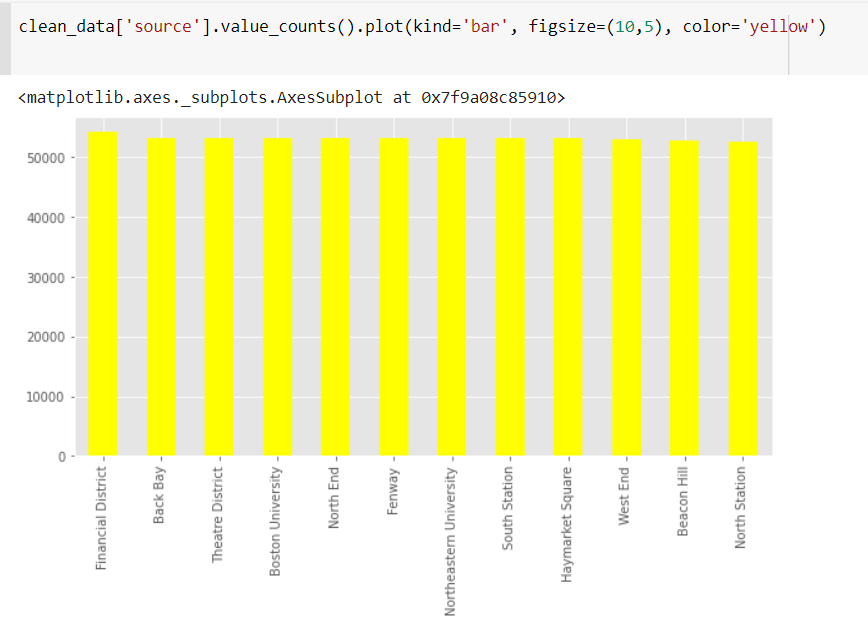 clean_data['source'].value_counts().plot(kind='bar', figsize=(10,5), color='yellow')
<matplotlib.axes._subplots.AxesSubplot at 0x7f9a08c85910>
50000
40000
30000
20000
10000
0
Financial District
Back Bay
Theatre District
Boston University
North End
Fenway
Northeastern University
South Station
Haymarket Square
West End
Beacon Hill
North Station